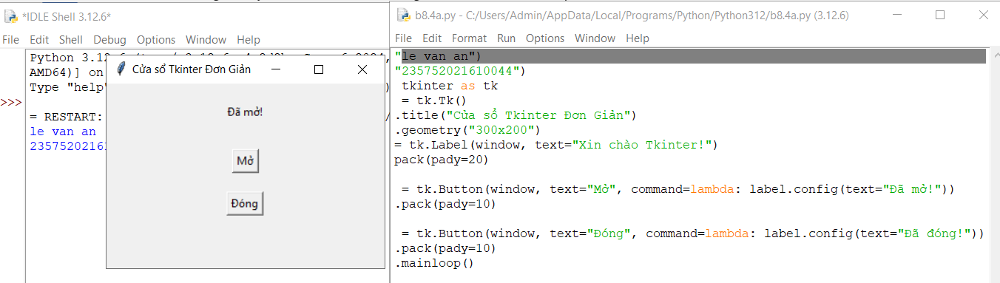 *IDLE Shell 3.12.6*
File Edit Shell Debug Options Window Help
Python 3.12.6
AMD64)] on
Type "help"
>>>
= RESTART:
le van an
2357520216
Cửa sổ Tkinter Đơn Giản
Đã mở!
Mở
Đóng
b8.4a.py - C:/Users/Admin/AppData/Local/Programs/Python/Python312/b8.4a.py (3.12.6)
File Edit Format Run Options Window Help
"le van an")
"235752021610044")
tkinter as tk
= tk.Tk()
.title("Cửa sổ Tkinter Đơn Giản")
.geometry("300x200")
= tk.Label(window, text="Xin chào Tkinter!")
pack(pady=20)
= tk.Button(window, text="Mở", command=lambda: label.config(text="Đã mở!"))
.pack(pady=10)
= tk.Button(window, text="Đóng", command=lambda: label.config(text="Đã đóng!"))
.pack(pady=10)
.mainloop()